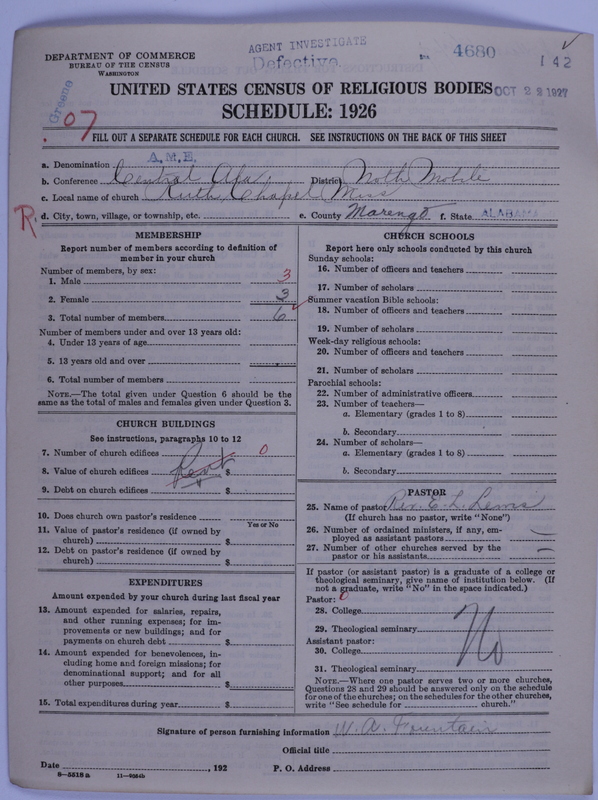 AGENT INVESTIGATE
Defective.
4680
142
DEPARTMENT OF COMMERCE
BUREAU OF THE CENSUS
WASHINGTON
Greene
07
UNITED STATES CENSUS OF RELIGIOUS BODIES
OCT 22 1927
SCHEDULE: 1926
FILL OUT A SEPARATE SCHEDULE FOR EACH CHURCH. SEE INSTRUCTIONS ON THE BACK OF THIS SHEET
a. Denomination A.M.E.
b. Conference Central Ala. District North Mobile
c. Local name of church Ruth Chapel Miss
R. d. City, town, village, or township, etc. e. County Marengo f. State ALABAMA
MEMBERSHIP
Report number of members according to definition of
member in your church
Number of members, by sex:
1. Male 3
2. Female 3
3. Total number of members 6
Number of members under and over 13 years old:
4. Under 13 years of age
5. 13 years old and over
6. Total number of members
NOTE.—The total given under Question 6 should be the
same as the total of males and females given under Question 3.
CHURCH BUILDINGS
See instructions, paragraphs 10 to 12
7. Number of church edifices 0
8. Value of church edifices Rent $
9. Debt on church edifices $
10. Does church own pastor's residence
Yes or No
11. Value of pastor's residence (if owned by
church) $
12. Debt on pastor's residence (if owned by
church) $
EXPENDITURES
Amount expended by your church during last fiscal year
13. Amount expended for salaries, repairs,
and other running expenses; for im-
provements or new buildings; and for
payments on church debt $
14. Amount expended for benevolences, in-
cluding home and foreign missions; for
denominational support; and for all
other purposes $
15. Total expenditures during year $
CHURCH SCHOOLS
Report here only schools conducted by this church
Sunday schools:
16. Number of officers and teachers
17. Number of scholars
Summer vacation Bible schools:
18. Number of officers and teachers
19. Number of scholars
Week-day religious schools:
20. Number of officers and teachers
21. Number of scholars
Parochial schools:
22. Number of administrative officers
23. Number of teachers—
a. Elementary (grades 1 to 8)
b. Secondary
24. Number of scholars—
a. Elementary (grades 1 to 8)
b. Secondary
PASTOR
25. Name of pastor Rev. E. L. Lewis
(If church has no pastor, write "None")
26. Number of ordained ministers, if any, em-
ployed as assistant pastors —
27. Number of other churches served by the
pastor or his assistants —
If pastor (or assistant pastor) is a graduate of a college or
theological seminary, give name of institution below. (If
not a graduate, write "No" in the space indicated.)
Pastor: 0
28. College
29. Theological seminary
No
Assistant pastor:
30. College
31. Theological seminary
NOTE.—Where one pastor serves two or more churches,
Questions 28 and 29 should be answered only on the schedule
for one of the churches; on the schedules for the other churches,
write "See schedule for church."
Signature of person furnishing information W. A. Fountain
Official title
Date , 192 P. O. Address
8—5518 a 11—9054b